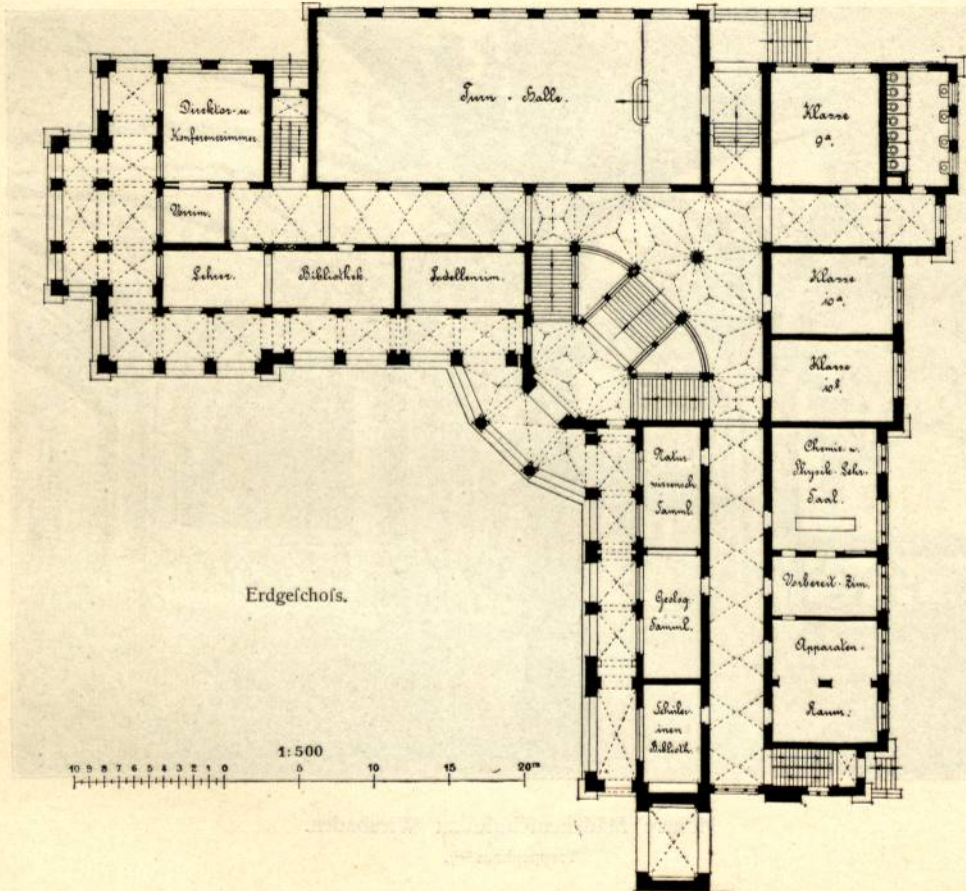 Direktor- u
Konferenzzimmer.
Turn - Halle.
Klasse
9ᵃ.
Vorzim.
Lehrer.
Bibliothek.
Pedellenzim.
Klasse
10ᵃ.
Klasse
10ᵇ.
Natur
wissensch
Samml.
Chemie u.
Physik-Lehr-
Saal.
Geolog
Samml.
Vorbereit-Zim.
Apparaten-
Raum.
Schüler-
inen
Biblioth.
Erdgeſchoſs.
1:500
10 9 8 7 6 5 4 3 2 1 0 5 10 15 20ᵐ